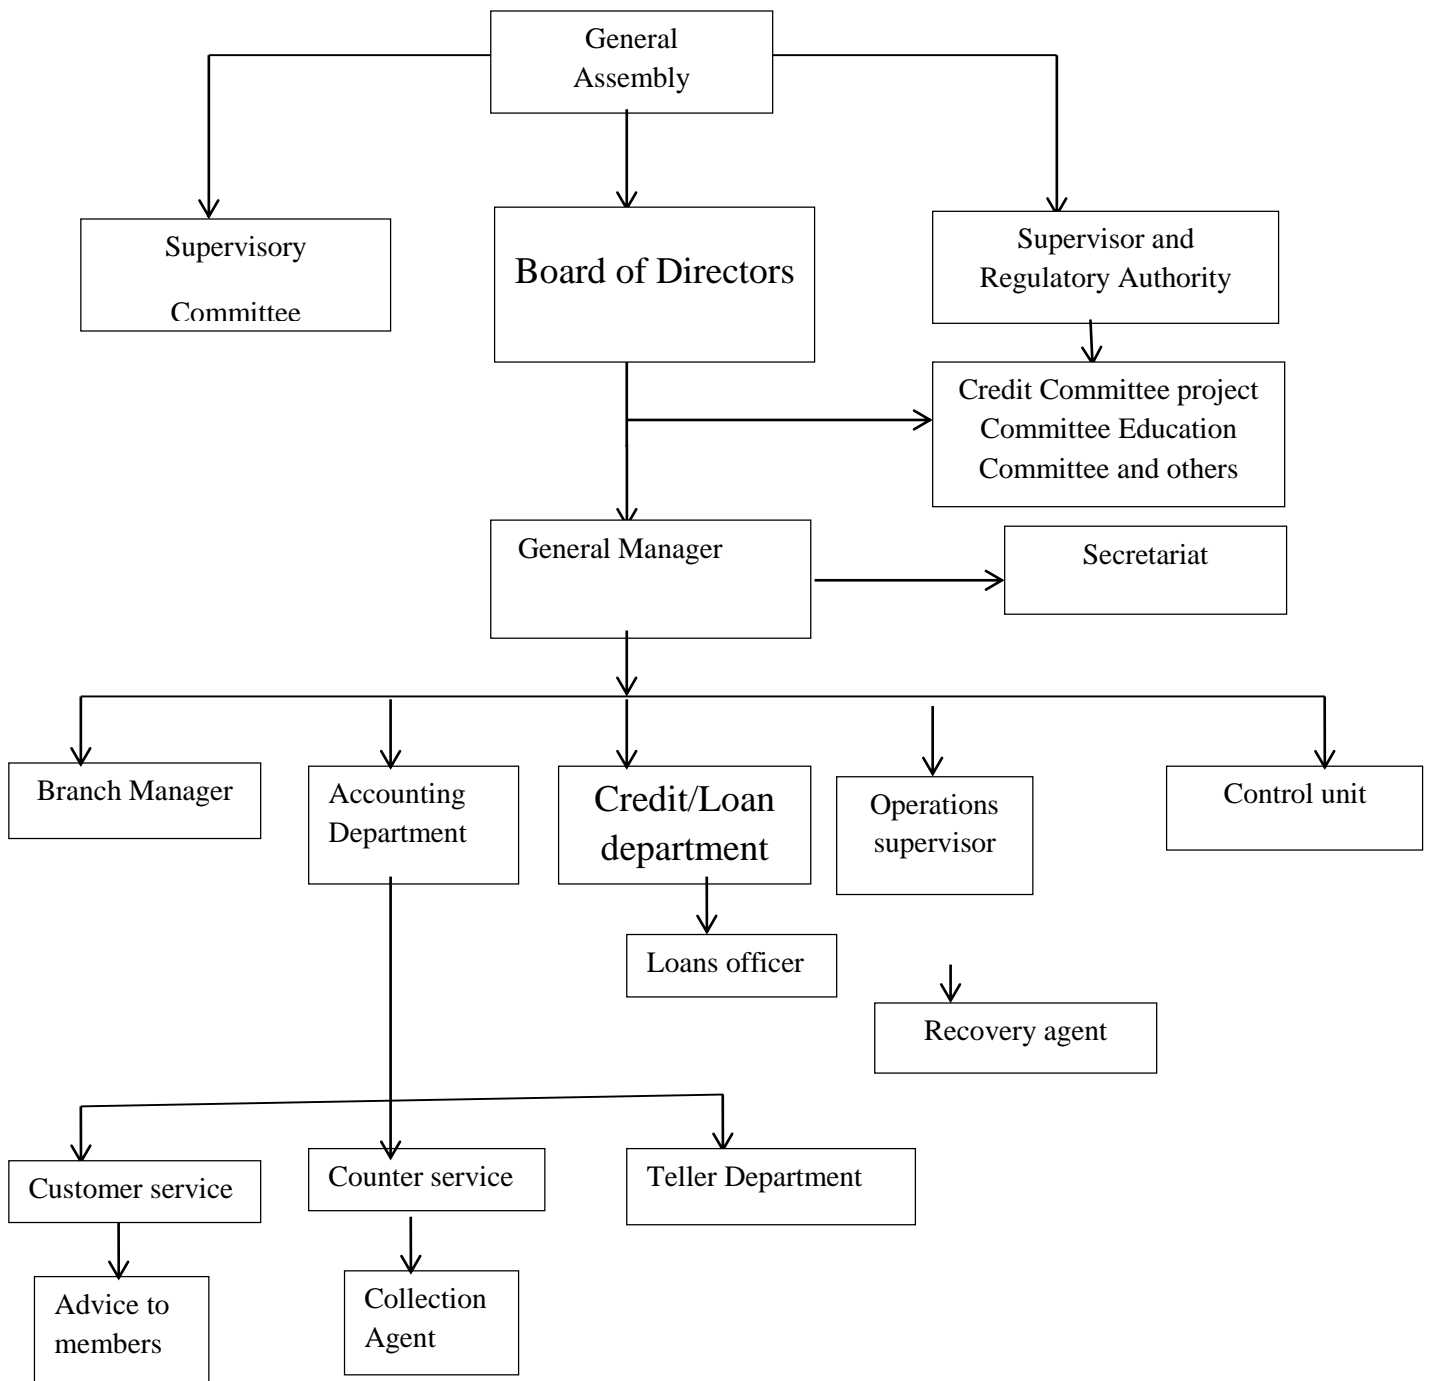 General
Assembly
Supervisory
Committee
Board of Directors
Supervisor and
Regulatory Authority
Credit Committee project
Committee Education
Committee and others
General Manager
Secretariat
Branch Manager
Accounting
Department
Credit/Loan
department
Operations
supervisor
Control unit
Loans officer
Recovery agent
Customer service
Counter service
Teller Department
Advice to
members
Collection
Agent